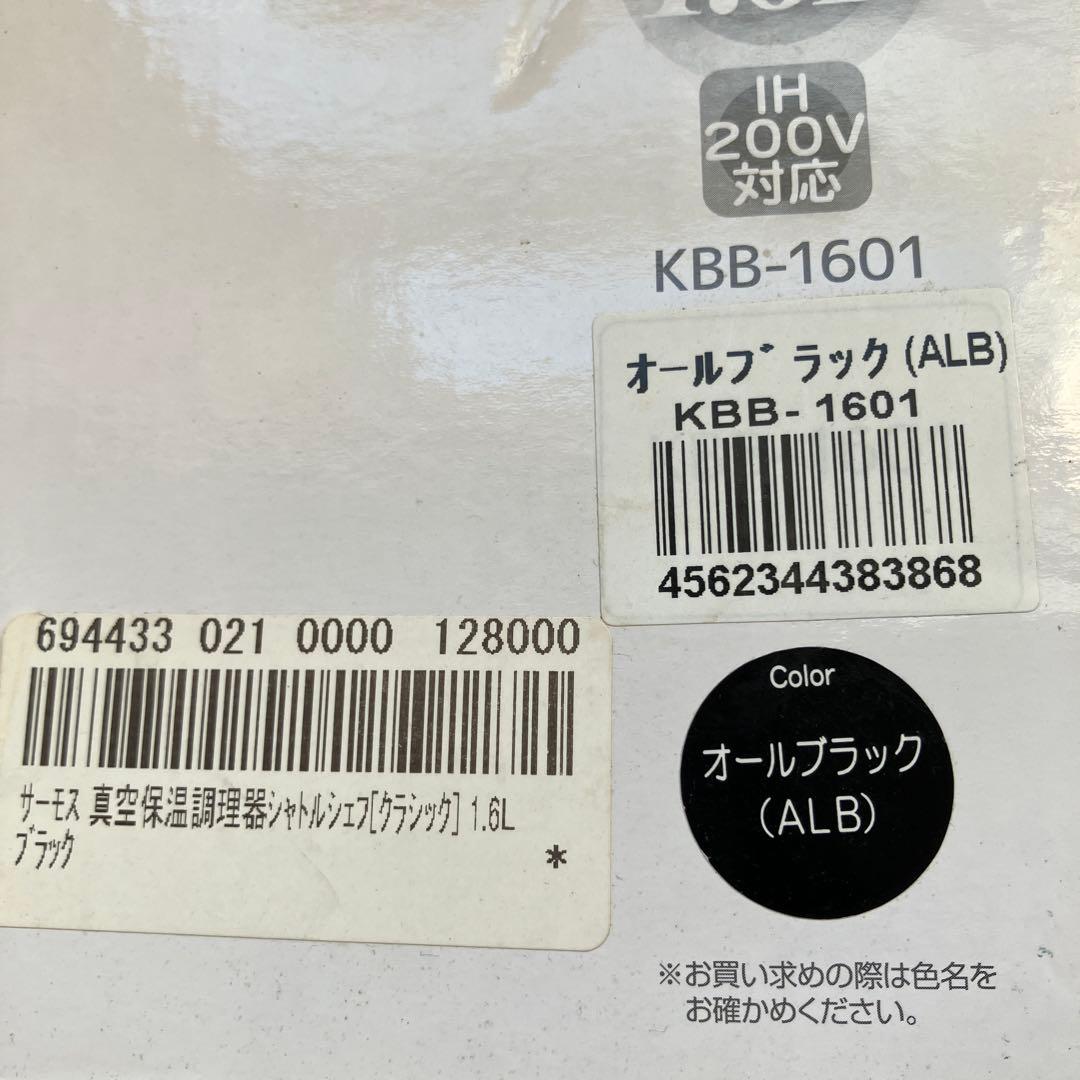 IH
200V
対応
KBB-1601
オールブラック(ALB)
KBB-1601
4562344383868
694433 021 0000 128000
サーモス 真空保温調理器シャトルシェフ[クラシック] 1.6L
ブラック *
Color
オールブラック
(ALB)
※お買い求めの際は色名を
お確かめください。